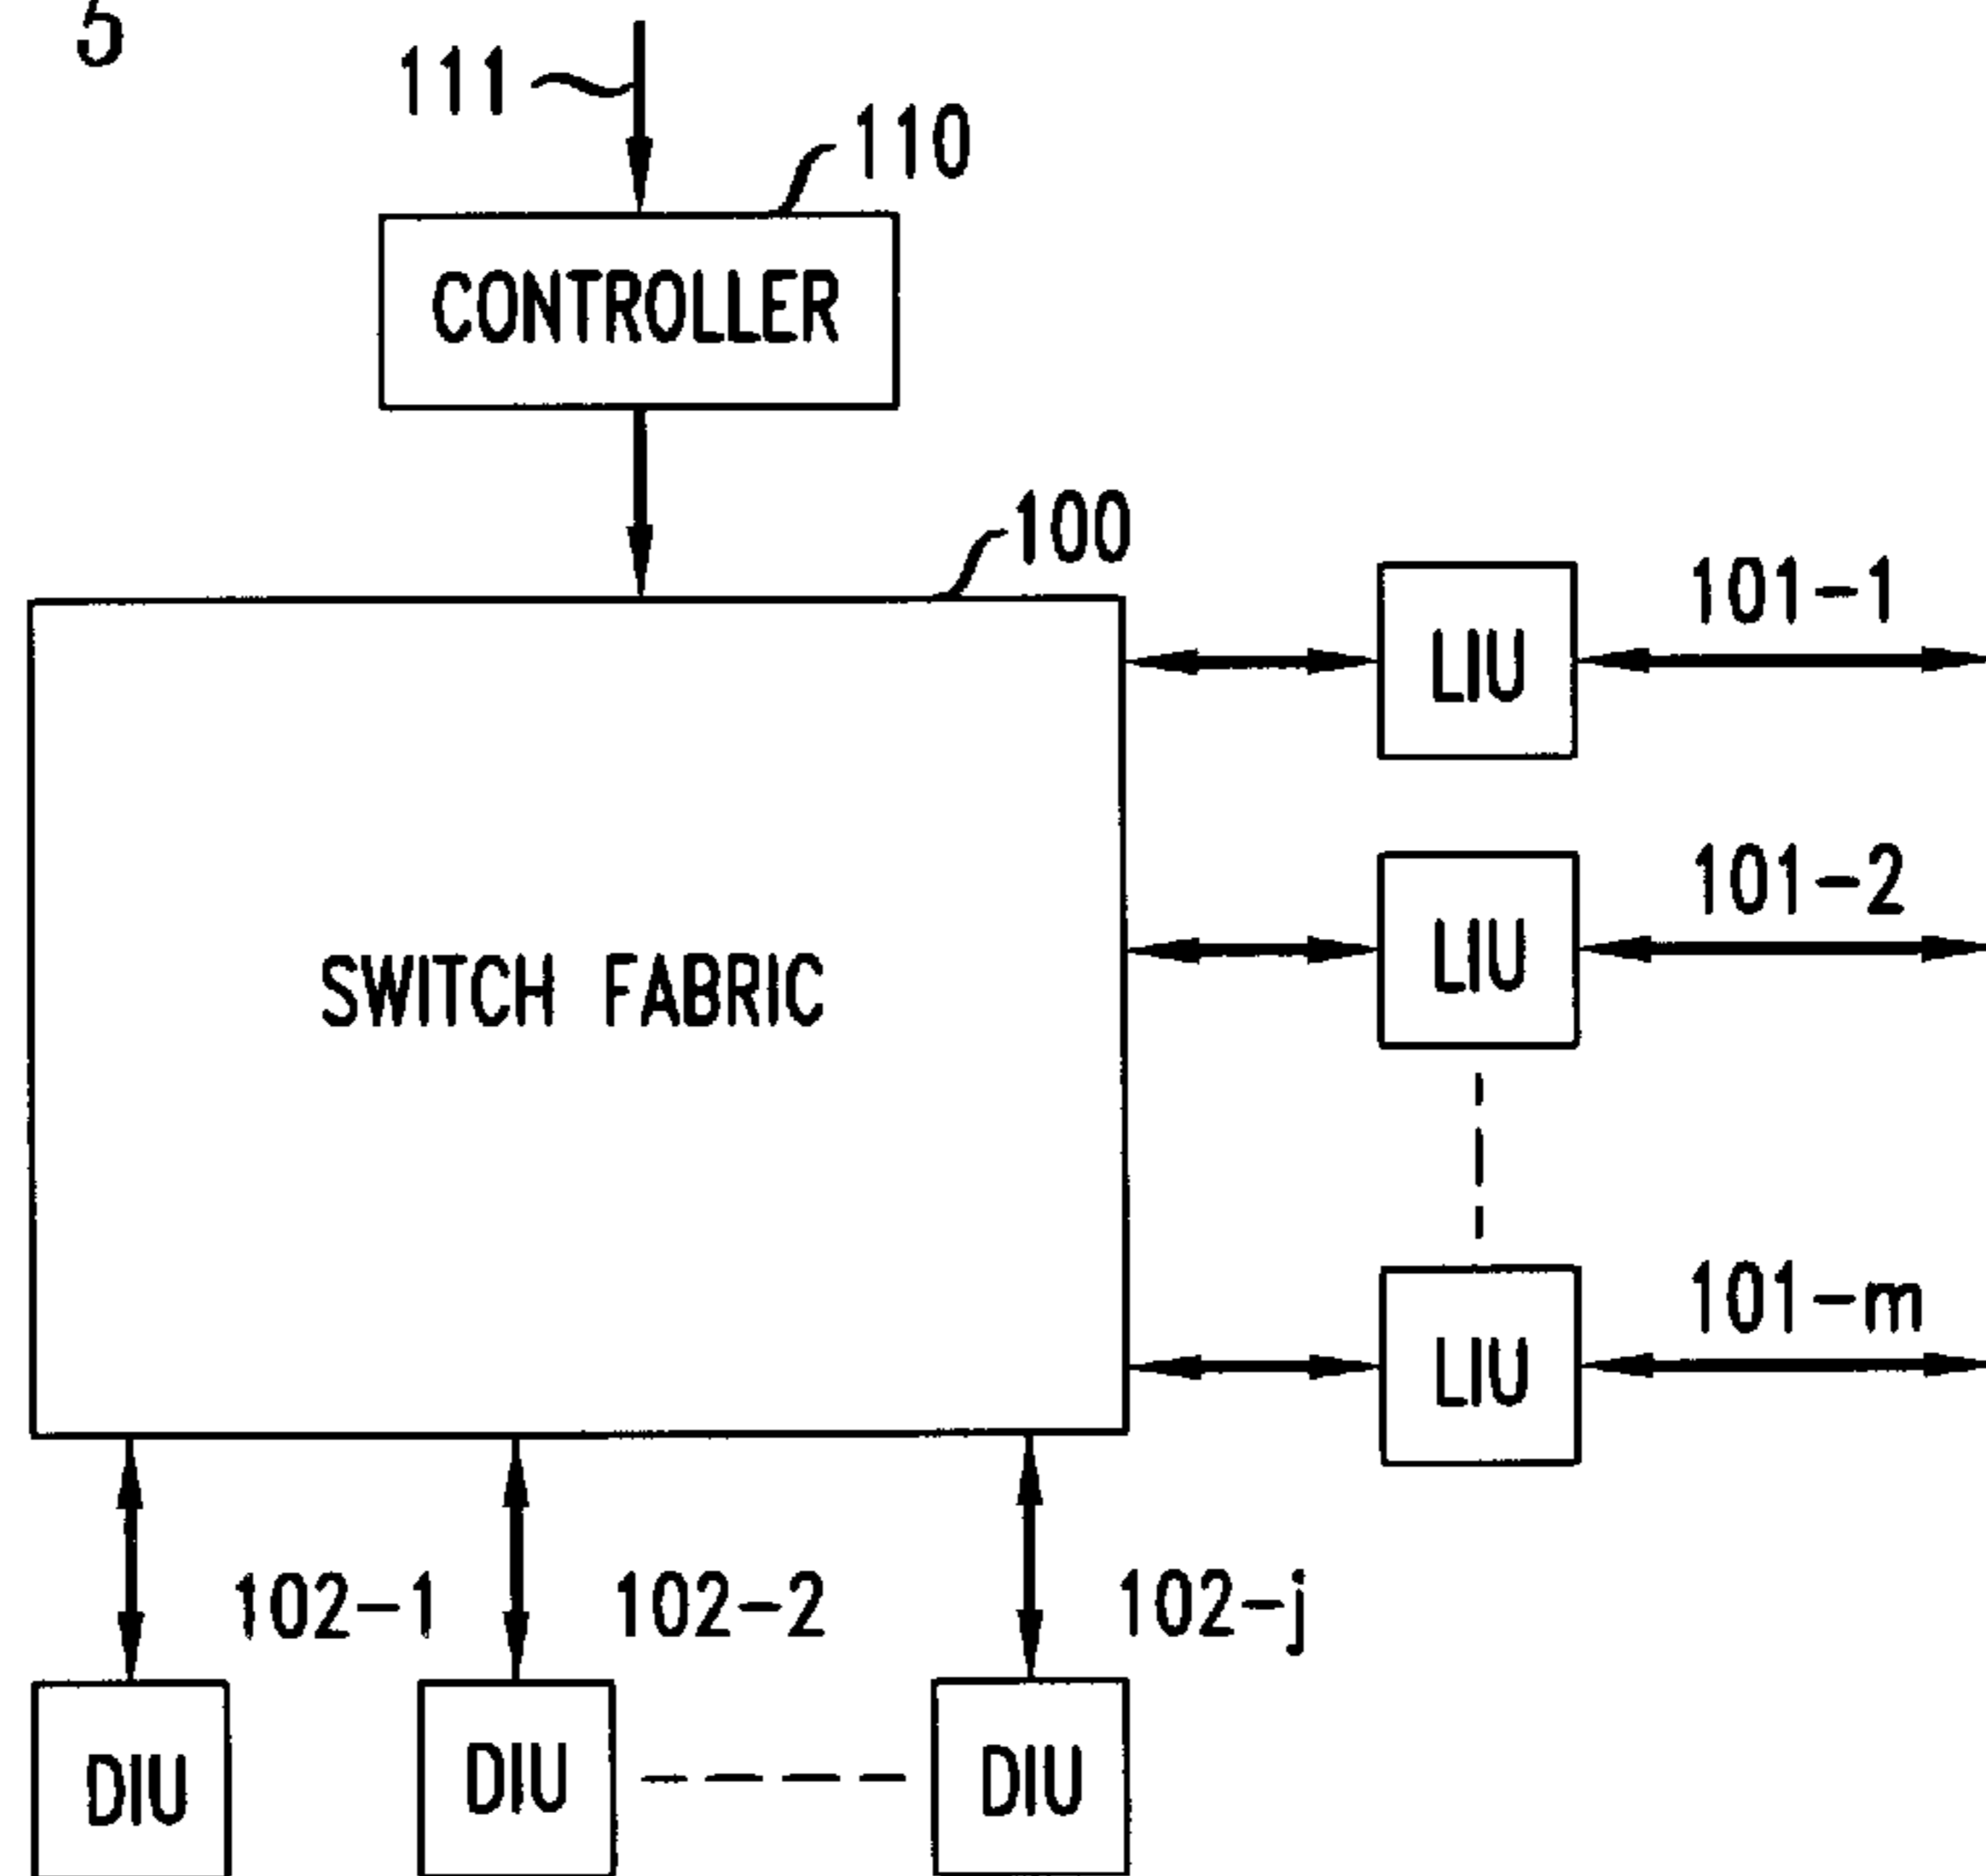 5
111
110
CONTROLLER
100
101-1
LIU
101-2
LIU
SWITCH FABRIC
101-m
LIU
102-1
102-2
102-j
DIU
DIU
DIU